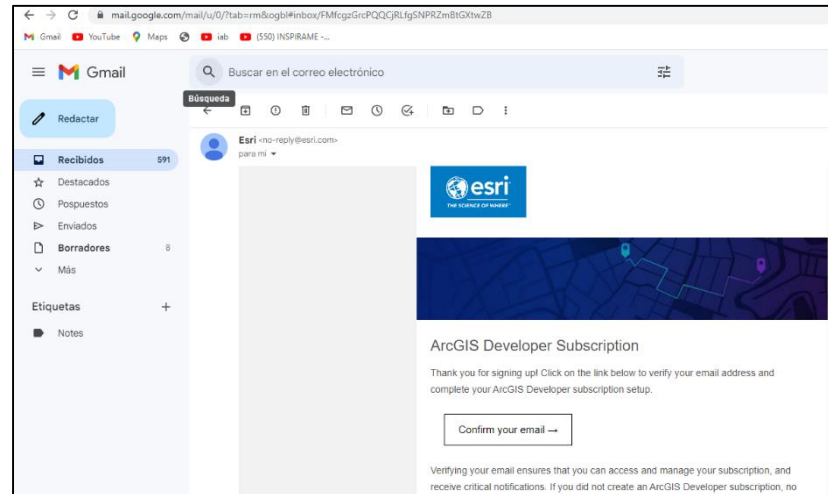 mail.google.com/mail/u/0/?tab=rm&ogbl#inbox/FMfcgzGrcPQQCjRLfgSNPRZmBtGXtwZB
Gmail YouTube Maps iab (550) INSPIRAME -...
Gmail
Buscar en el correo electrónico
Búsqueda
Redactar
Esri <no-reply@esri.com>
para mí
Recibidos 591
Destacados
Pospuestos
Enviados
Borradores 8
Más
Etiquetas +
Notes
esri
THE SCIENCE OF WHERE
ArcGIS Developer Subscription
Thank you for signing up! Click on the link below to verify your email address and
complete your ArcGIS Developer subscription setup.
Confirm your email →
Verifying your email ensures that you can access and manage your subscription, and
receive critical notifications. If you did not create an ArcGIS Developer subscription, no